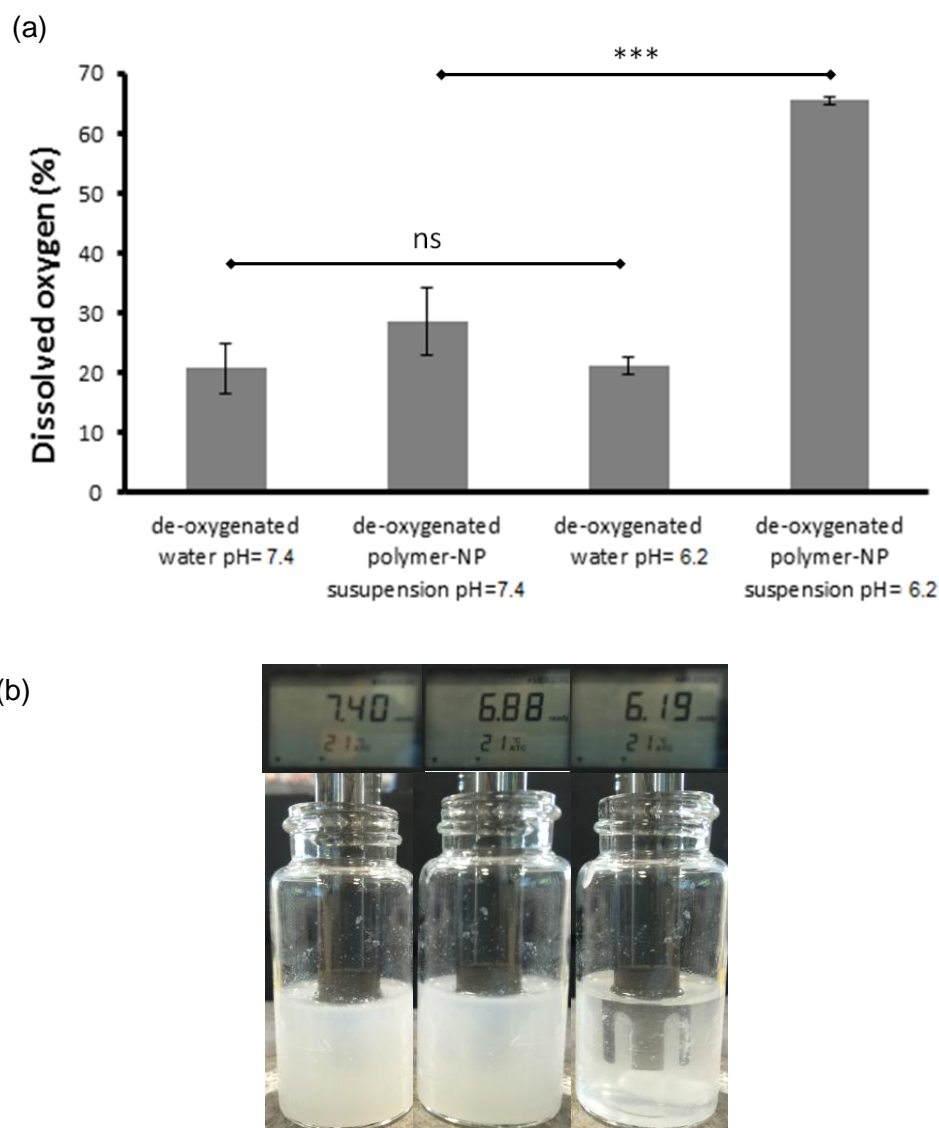 (a)
***
70
60
50
40
30
20
10
0
Dissolved oxygen (%)
ns
de-oxygenated
water pH= 7.4
de-oxygenated
polymer-NP
susupension pH=7.4
de-oxygenated
water pH= 6.2
de-oxygenated
polymer-NP
suspension pH= 6.2
(b)
7.40
21
6.88
21
6.19
21